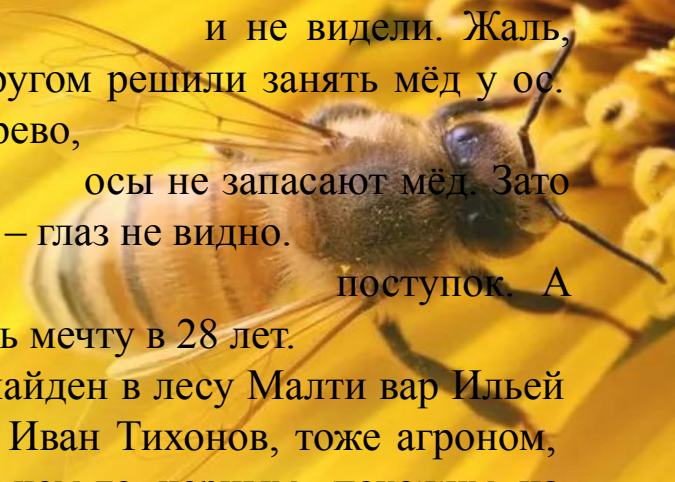 и не видели. Жаль,
ругом решили занять мёд у ос.
рево,
осы не запасают мёд. Зато
– глаз не видно.
поступок. А
ь мечту в 28 лет.
айден в лесу Малти вар Ильей
Иван Тихонов, тоже агроном,